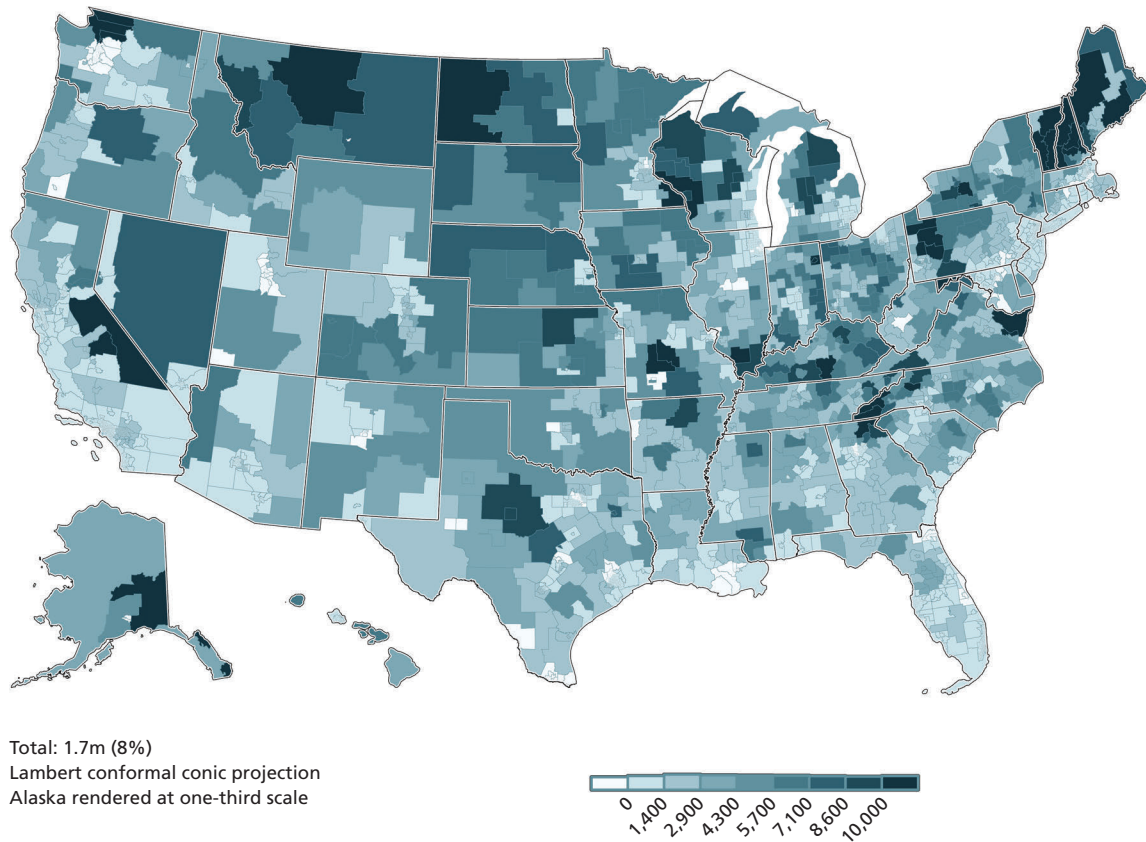 Total: 1.7m (8%)
Lambert conformal conic projection
Alaska rendered at one-third scale
0
1,400
2,900
4,300
5,700
7,100
8,600
10,000